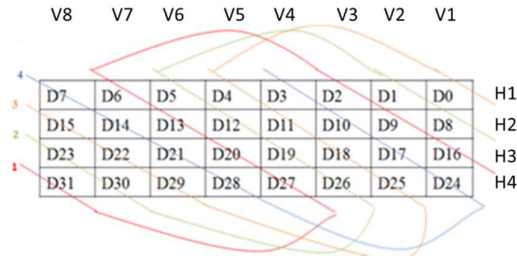 V8 V7 V6 V5 V4 V3 V2 V1
4 D7 D6 D5 D4 D3 D2 D1 D0 H1
3 D15 D14 D13 D12 D11 D10 D9 D8 H2
2 D23 D22 D21 D20 D19 D18 D17 D16 H3
1 D31 D30 D29 D28 D27 D26 D25 D24 H4